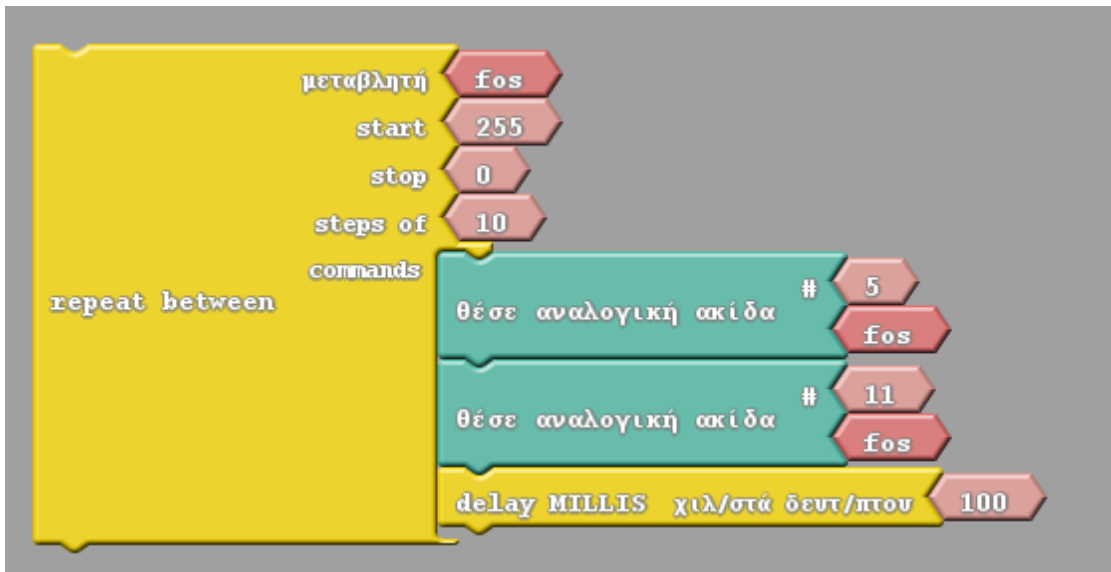 μεταβλητή fos
start 255
stop 0
steps of 10
commands
repeat between
# 5
θέσε αναλογική ακίδα
fos
# 11
θέσε αναλογική ακίδα
fos
delay MILLIS χιλ/στά δευτ/πτου 100